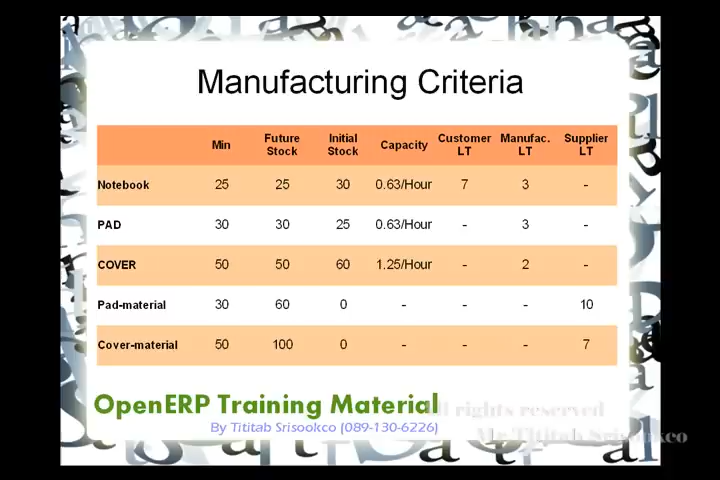 Manufacturing Criteria
Min Future Stock Initial Stock Capacity Customer LT Manufac. LT Supplier LT
Notebook 25 25 30 0.63/Hour 7 3 -
PAD 30 30 25 0.63/Hour - 3 -
COVER 50 50 60 1.25/Hour - 2 -
Pad-material 30 60 0 - - - 10
Cover-material 50 100 0 - - - 7
OpenERP Training Material
All rights reserved
By Tititab Srisookco (089-130-6226)
Mr Tititab Srisookco